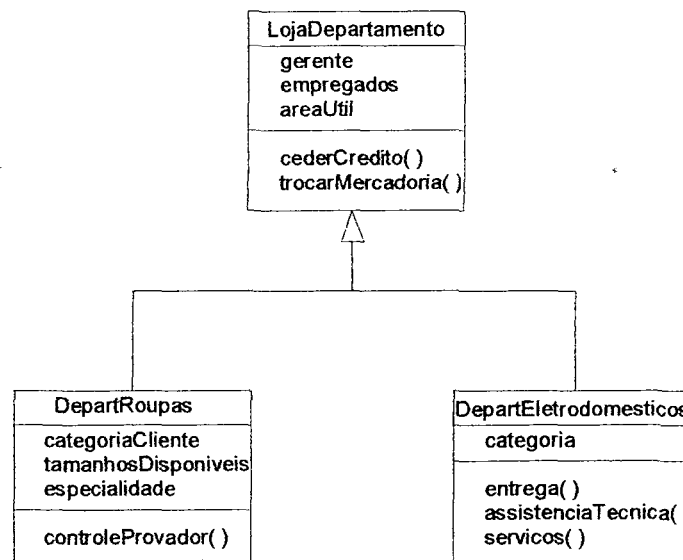 LojaDepartamento
gerente
empregados
areaUtil
cederCredito( )
trocarMercadoria( )
DepartRoupas
categoriaCliente
tamanhosDisponiveis
especialidade
controleProvador( )
DepartEletrodomesticos
categoria
entrega( )
assistenciaTecnica(
servicos( )